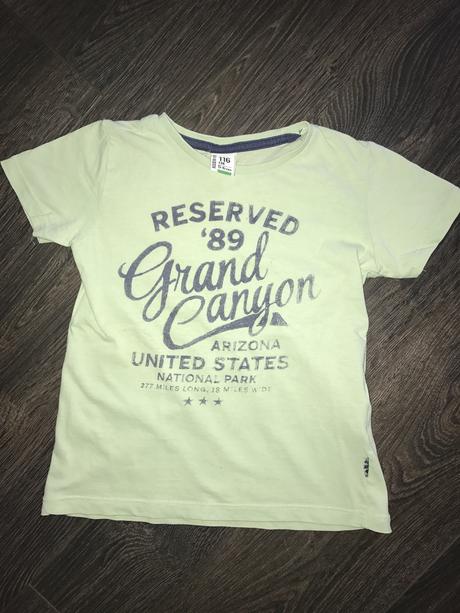 116
RESERVED
'89
Grand
Canyon
ARIZONA
UNITED STATES
NATIONAL PARK
277 MILES LONG, 18 MILES WIDE